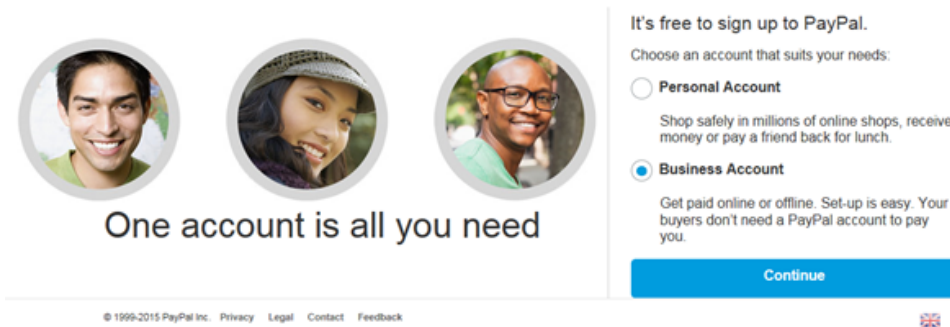 One account is all you need
It's free to sign up to PayPal.
Choose an account that suits your needs:
Personal Account
Shop safely in millions of online shops, receive
money or pay a friend back for lunch.
Business Account
Get paid online or offline. Set-up is easy. Your
buyers don't need a PayPal account to pay
you.
Continue
© 1999-2015 PayPal Inc. Privacy Legal Contact Feedback